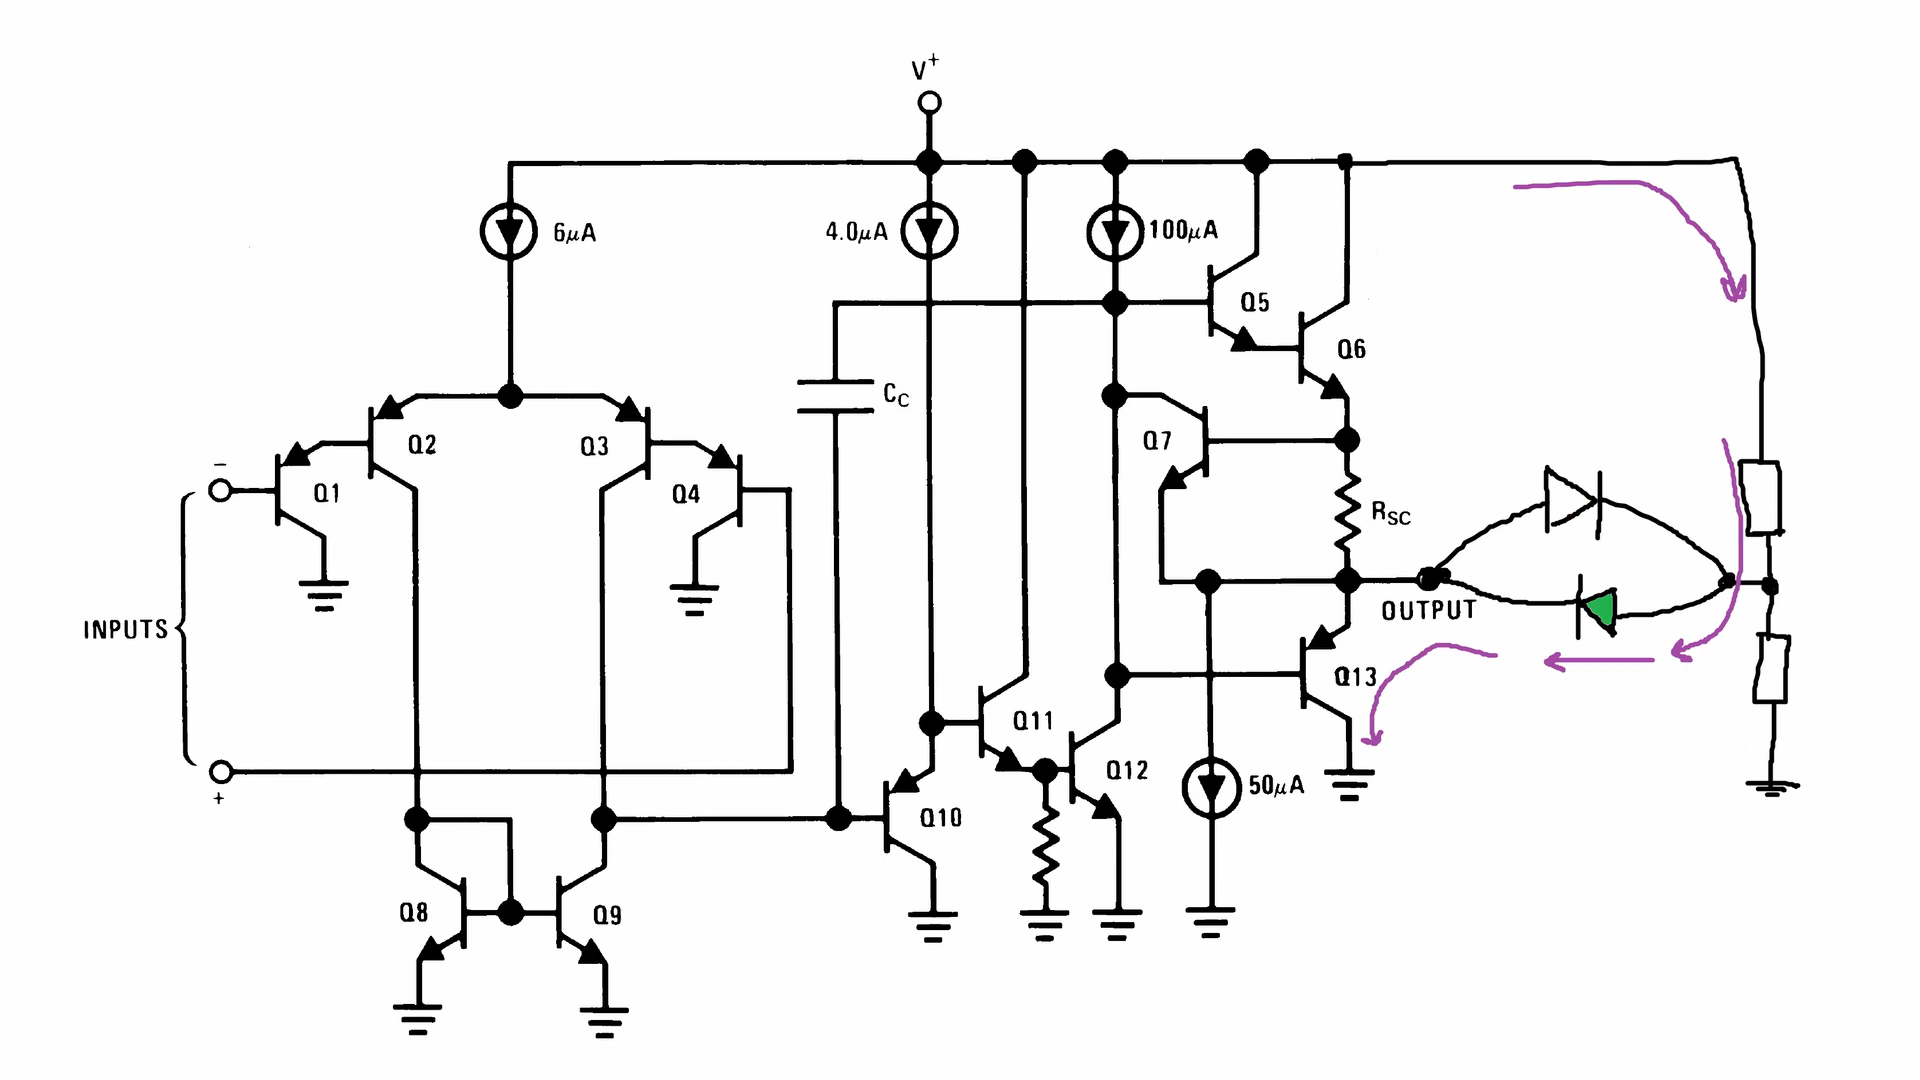 V+
6μA
4.0μA
100μA
Q5
Q6
CC
Q2
Q3
Q7
−
Q1
Q4
RSC
OUTPUT
INPUTS
Q13
Q11
+
Q12
50μA
Q10
Q8
Q9